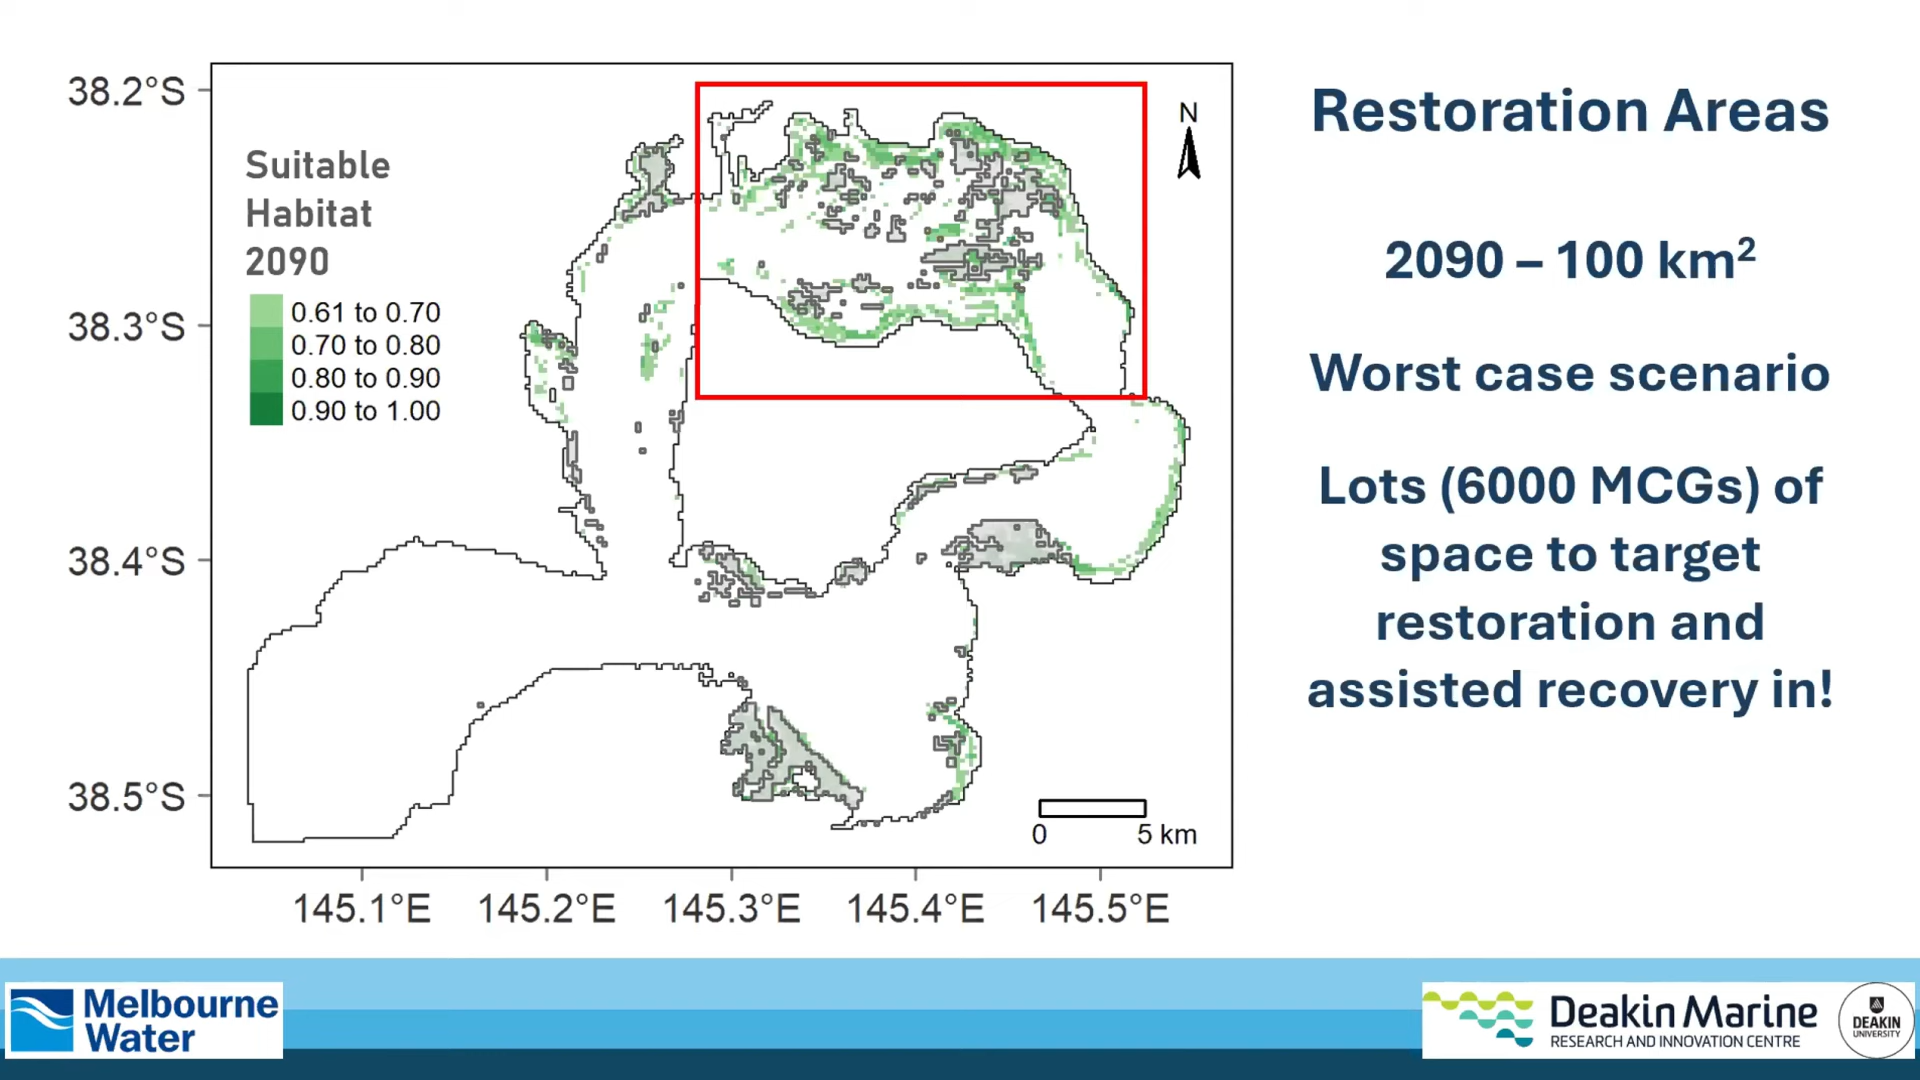 38.2°S
38.3°S
38.4°S
38.5°S
Suitable
Habitat
2090
0.61 to 0.70
0.70 to 0.80
0.80 to 0.90
0.90 to 1.00
N
0 5 km
145.1°E 145.2°E 145.3°E 145.4°E 145.5°E
Restoration Areas
2090 – 100 km²
Worst case scenario
Lots (6000 MCGs) of
space to target
restoration and
assisted recovery in!
Melbourne
Water
Deakin Marine
RESEARCH AND INNOVATION CENTRE
DEAKIN
UNIVERSITY